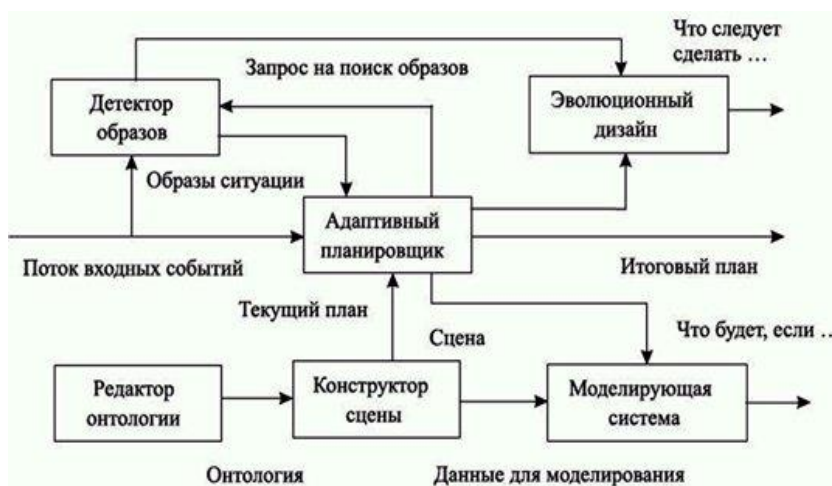 Что следует
сделать ...
Запрос на поиск образов
Детектор
образов
Эволюционный
дизайн
Образы ситуации
Адаптивный
планировщик
Поток входных событий
Итоговый план
Текущий план
Сцена
Что будет, если ...
Редактор
онтологии
Конструктор
сцены
Моделирующая
система
Онтология
Данные для моделирования